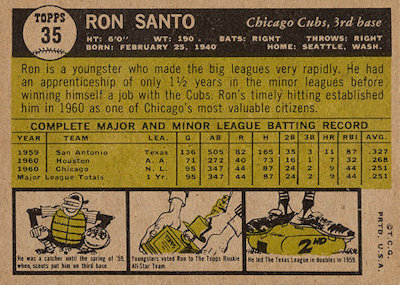 TOPPS
35
RON SANTO
Chicago Cubs, 3rd base
HT: 6'0" WT: 190 BATS: RIGHT THROWS: RIGHT
BORN: FEBRUARY 25, 1940 HOME: SEATTLE, WASH.
Ron is a youngster who made the big leagues very rapidly. He had
an apprenticeship of only 1½ years in the minor leagues before
winning himself a job with the Cubs. Ron's timely hitting established
him in 1960 as one of Chicago's most valuable citizens.
COMPLETE MAJOR AND MINOR LEAGUE BATTING RECORD
YEAR TEAM LEA. G AB R H 2B 3B HR RBI AVG.
1959 San Antonio Texas 136 505 82 165 35 3 11 87 .327
1960 Houston A. A. 71 272 40 73 16 1 7 32 .268
1960 Chicago N. L. 95 347 44 87 24 2 9 44 .251
Major League Totals 1 Yr. 95 347 44 87 24 2 9 44 .251
He was a catcher until the spring of '59,
when scouts put him on third base.
Youngsters voted Ron to The Topps Rookie
All-Star Team.
2ND
He led The Texas League in doubles in 1959.
©T.C.G.
PRTD. U.S.A.